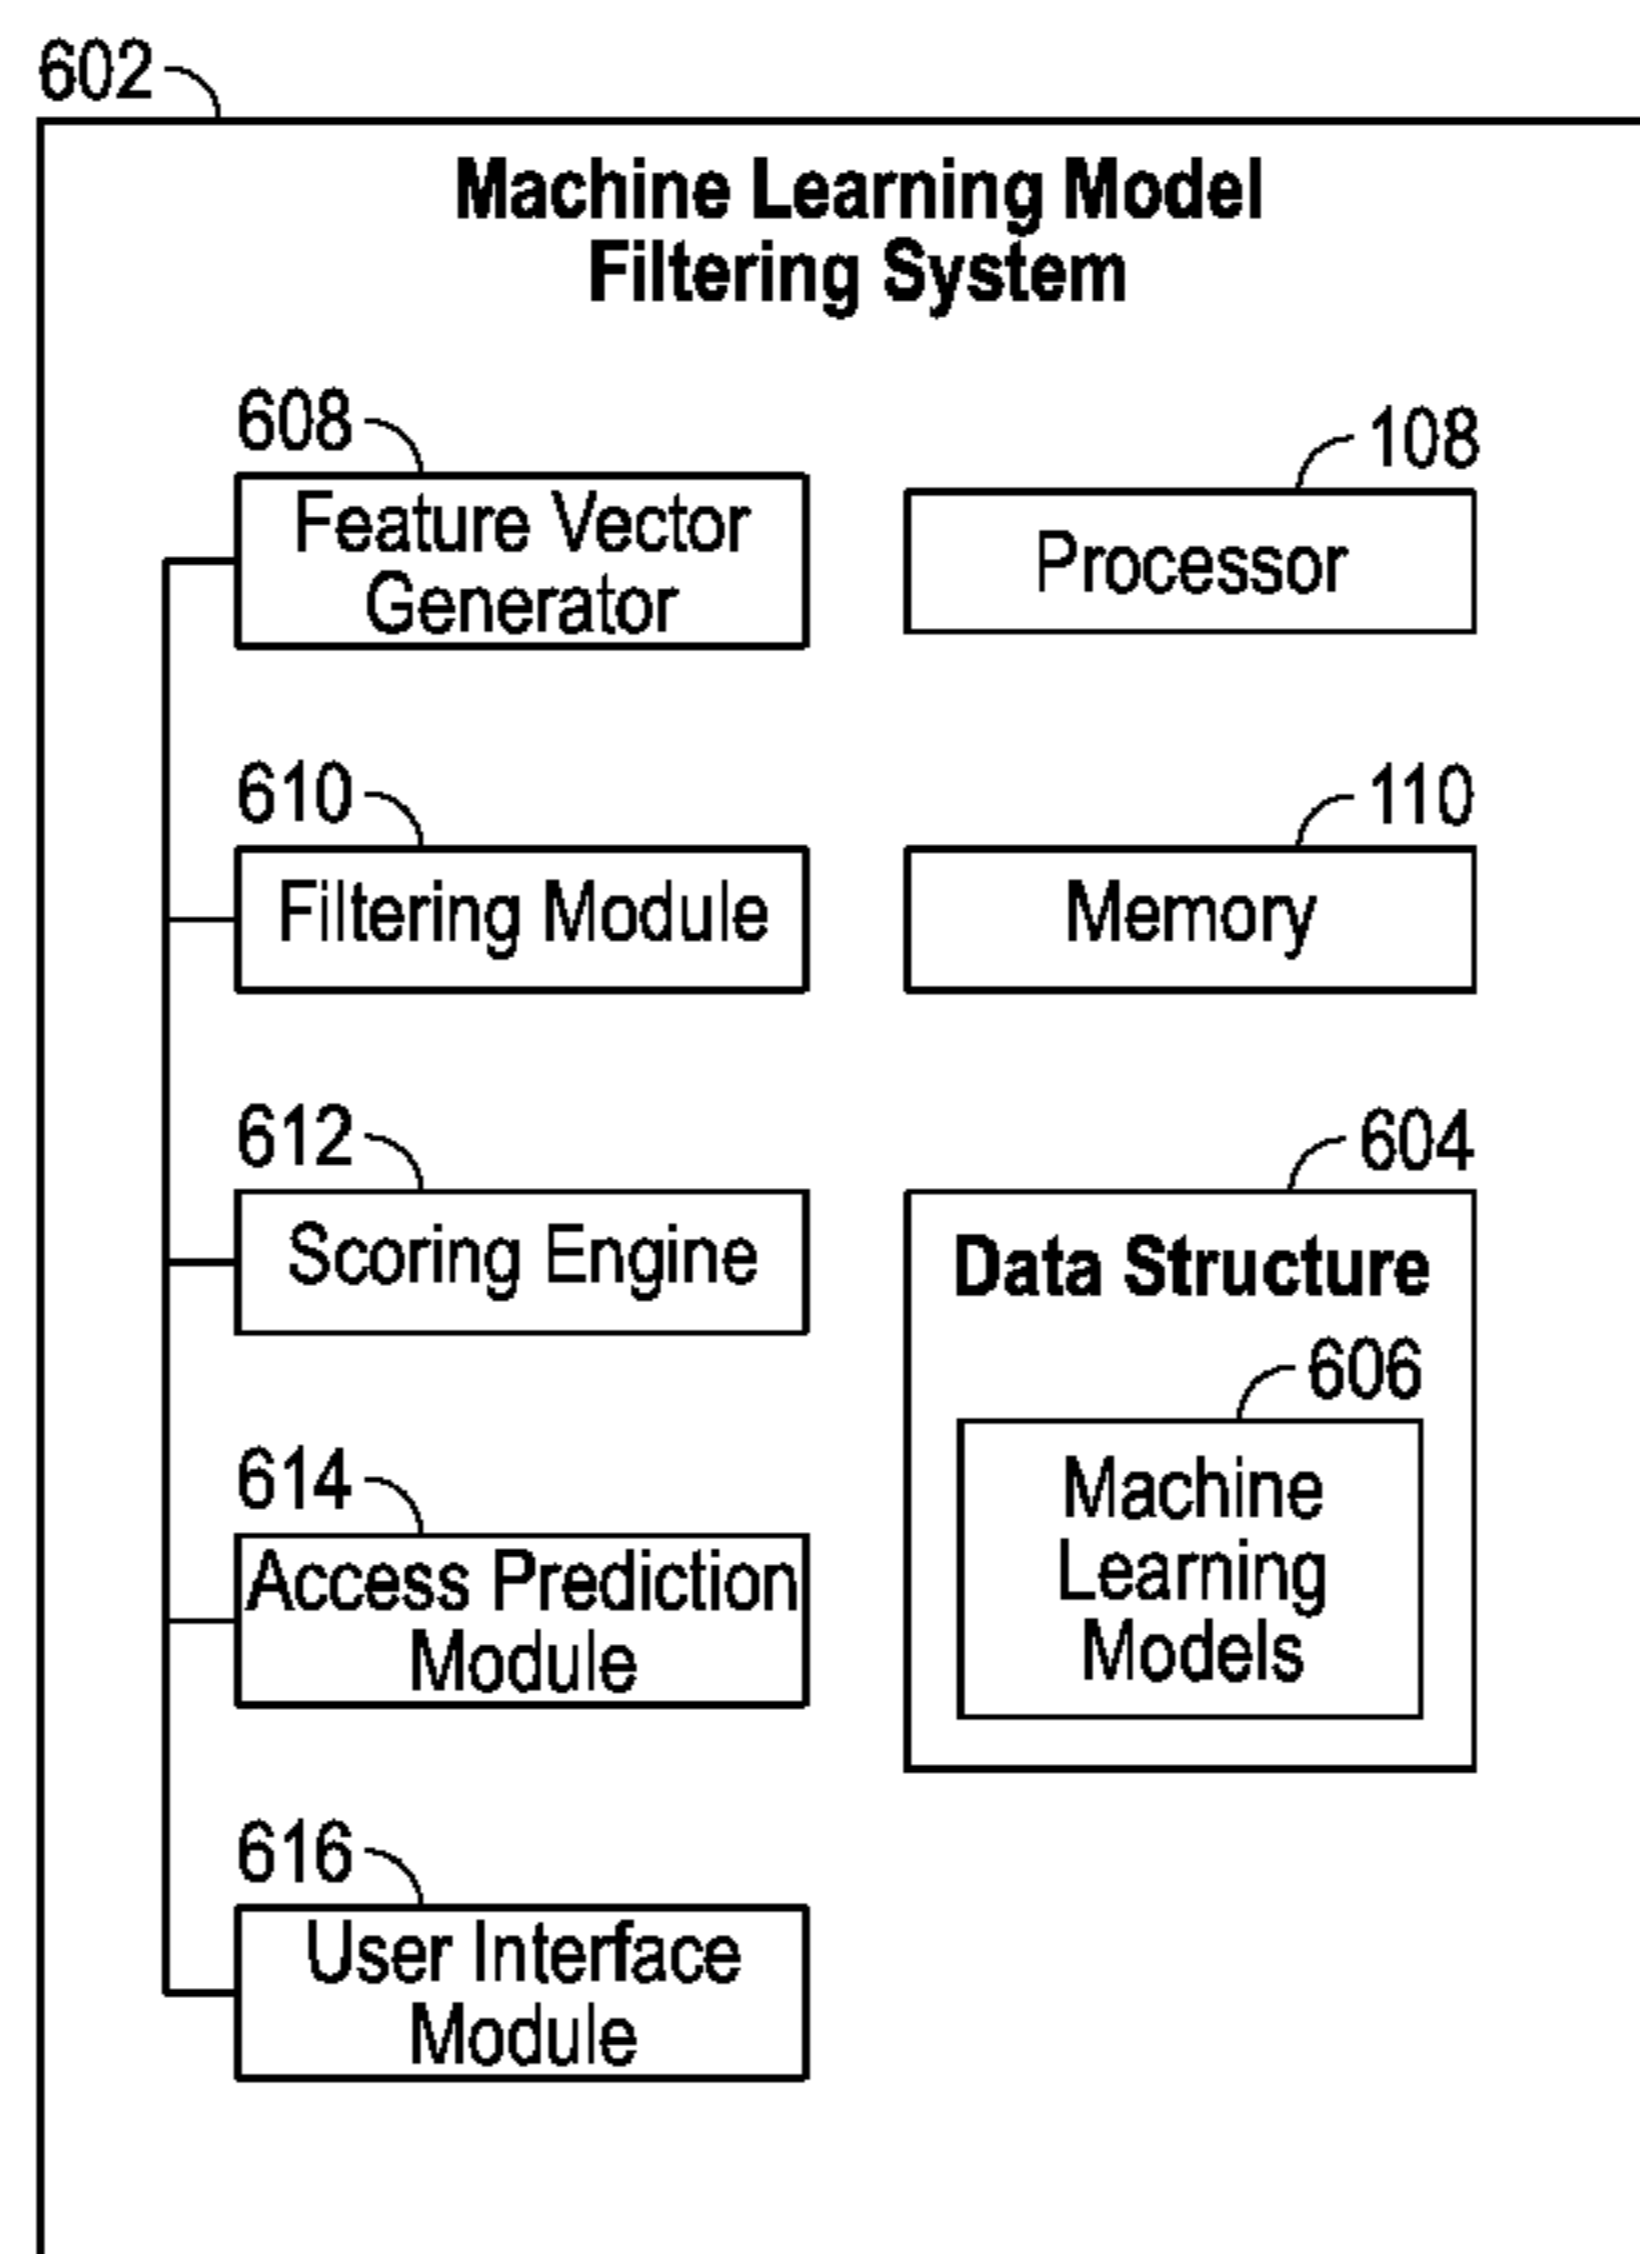 602
Machine Learning Model
Filtering System
608
Feature Vector
Generator
108
Processor
610
Filtering Module
110
Memory
612
Scoring Engine
604
Data Structure
606
Machine
Learning
Models
614
Access Prediction
Module
616
User Interface
Module